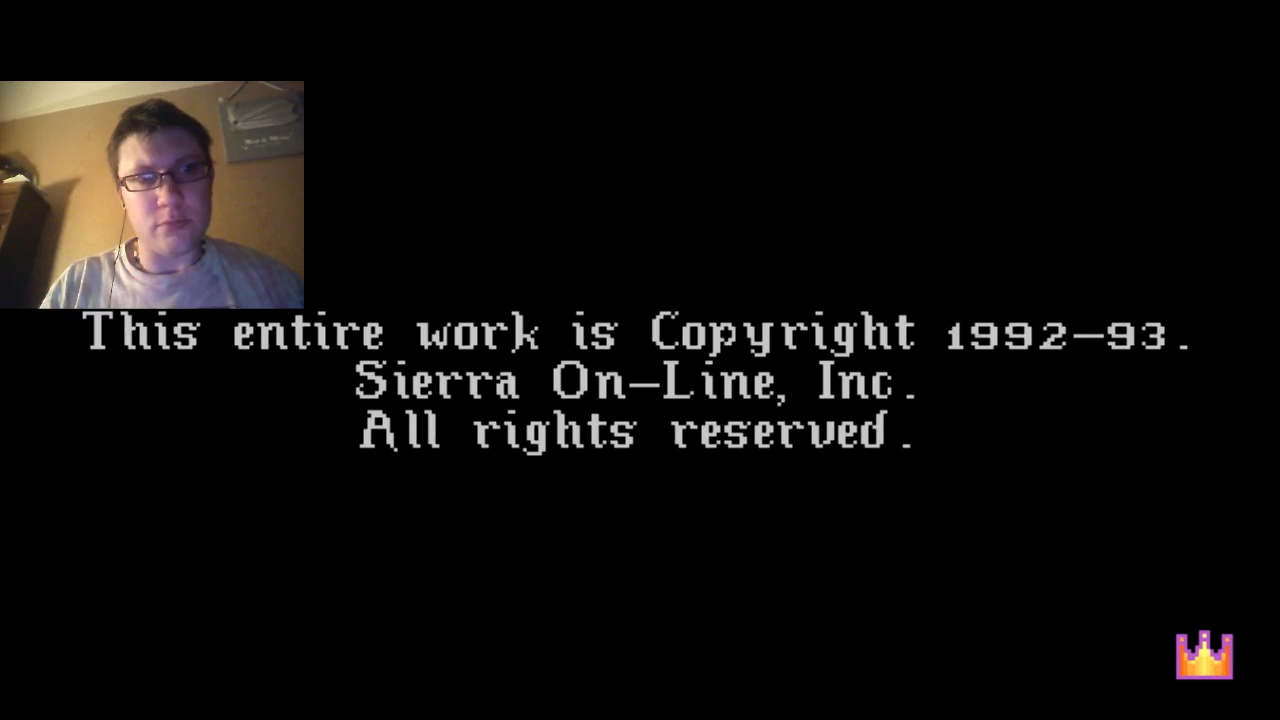 This entire work is Copyright 1992-93.
Sierra On-Line, Inc.
All rights reserved.